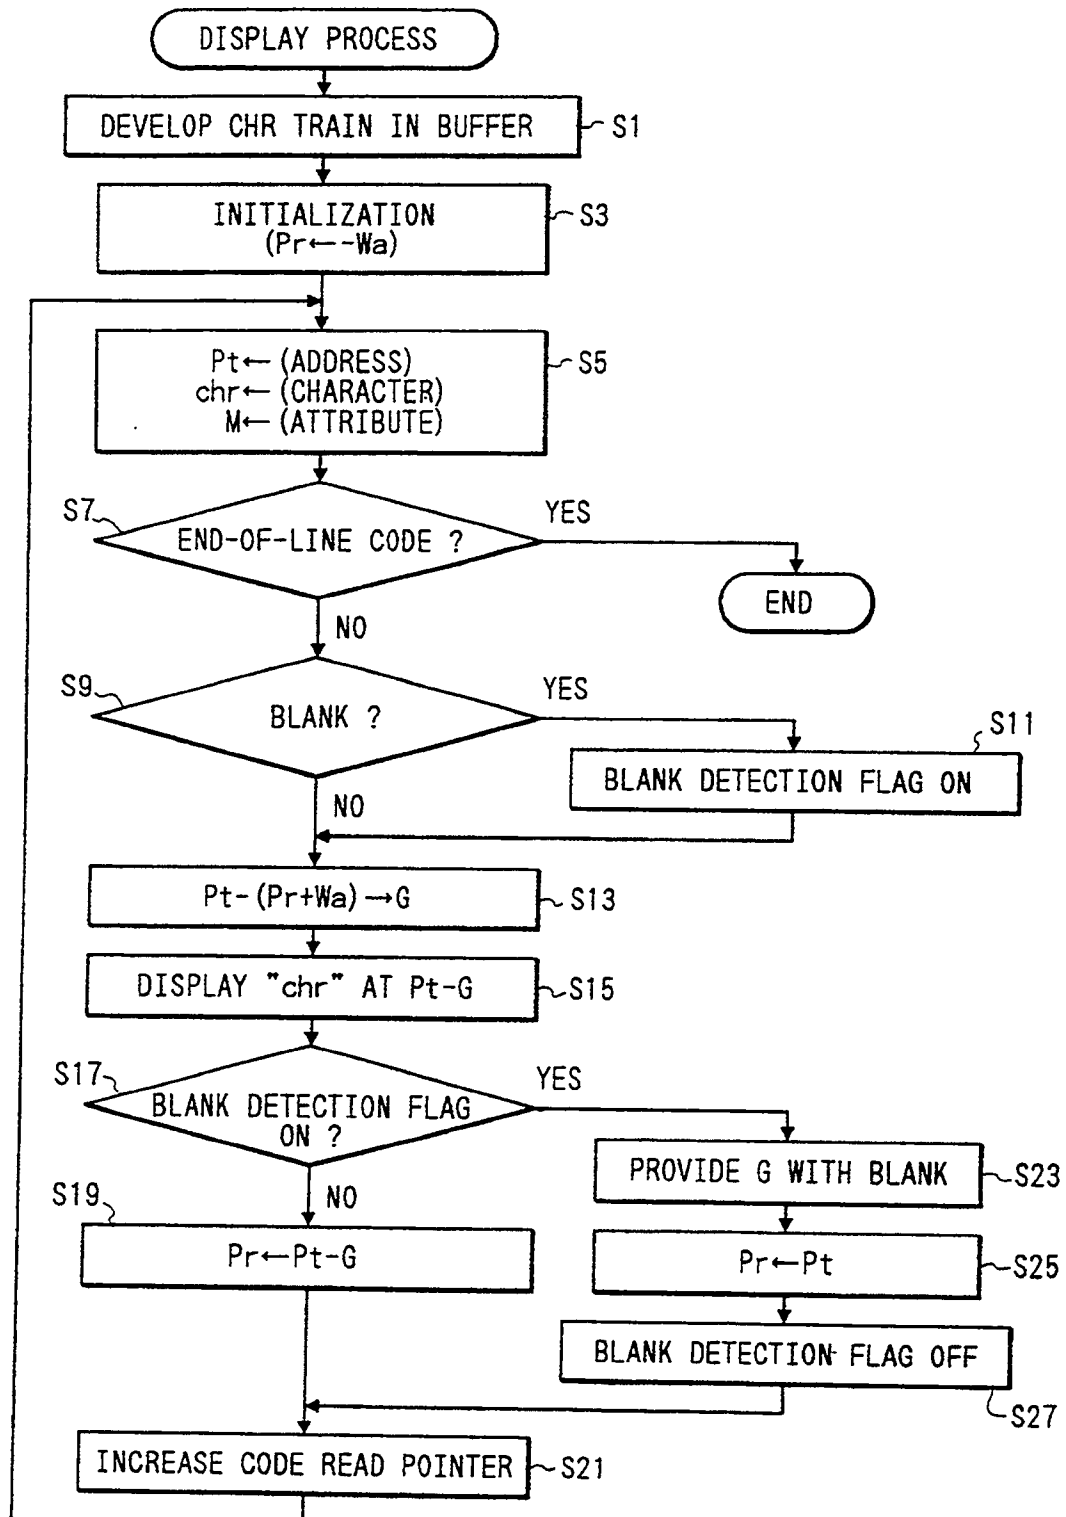 DISPLAY PROCESS
DEVELOP CHR TRAIN IN BUFFER
S1
INITIALIZATION
(Pr←-Wa)
S3
Pt←(ADDRESS)
chr←(CHARACTER)
M←(ATTRIBUTE)
S5
S7
END-OF-LINE CODE ?
YES
END
NO
S9
BLANK ?
YES
S11
BLANK DETECTION FLAG ON
NO
Pt-(Pr+Wa)→G
S13
DISPLAY "chr" AT Pt-G
S15
S17
BLANK DETECTION FLAG
ON ?
YES
PROVIDE G WITH BLANK
S23
NO
S19
Pr←Pt-G
Pr←Pt
S25
BLANK DETECTION FLAG OFF
S27
INCREASE CODE READ POINTER
S21